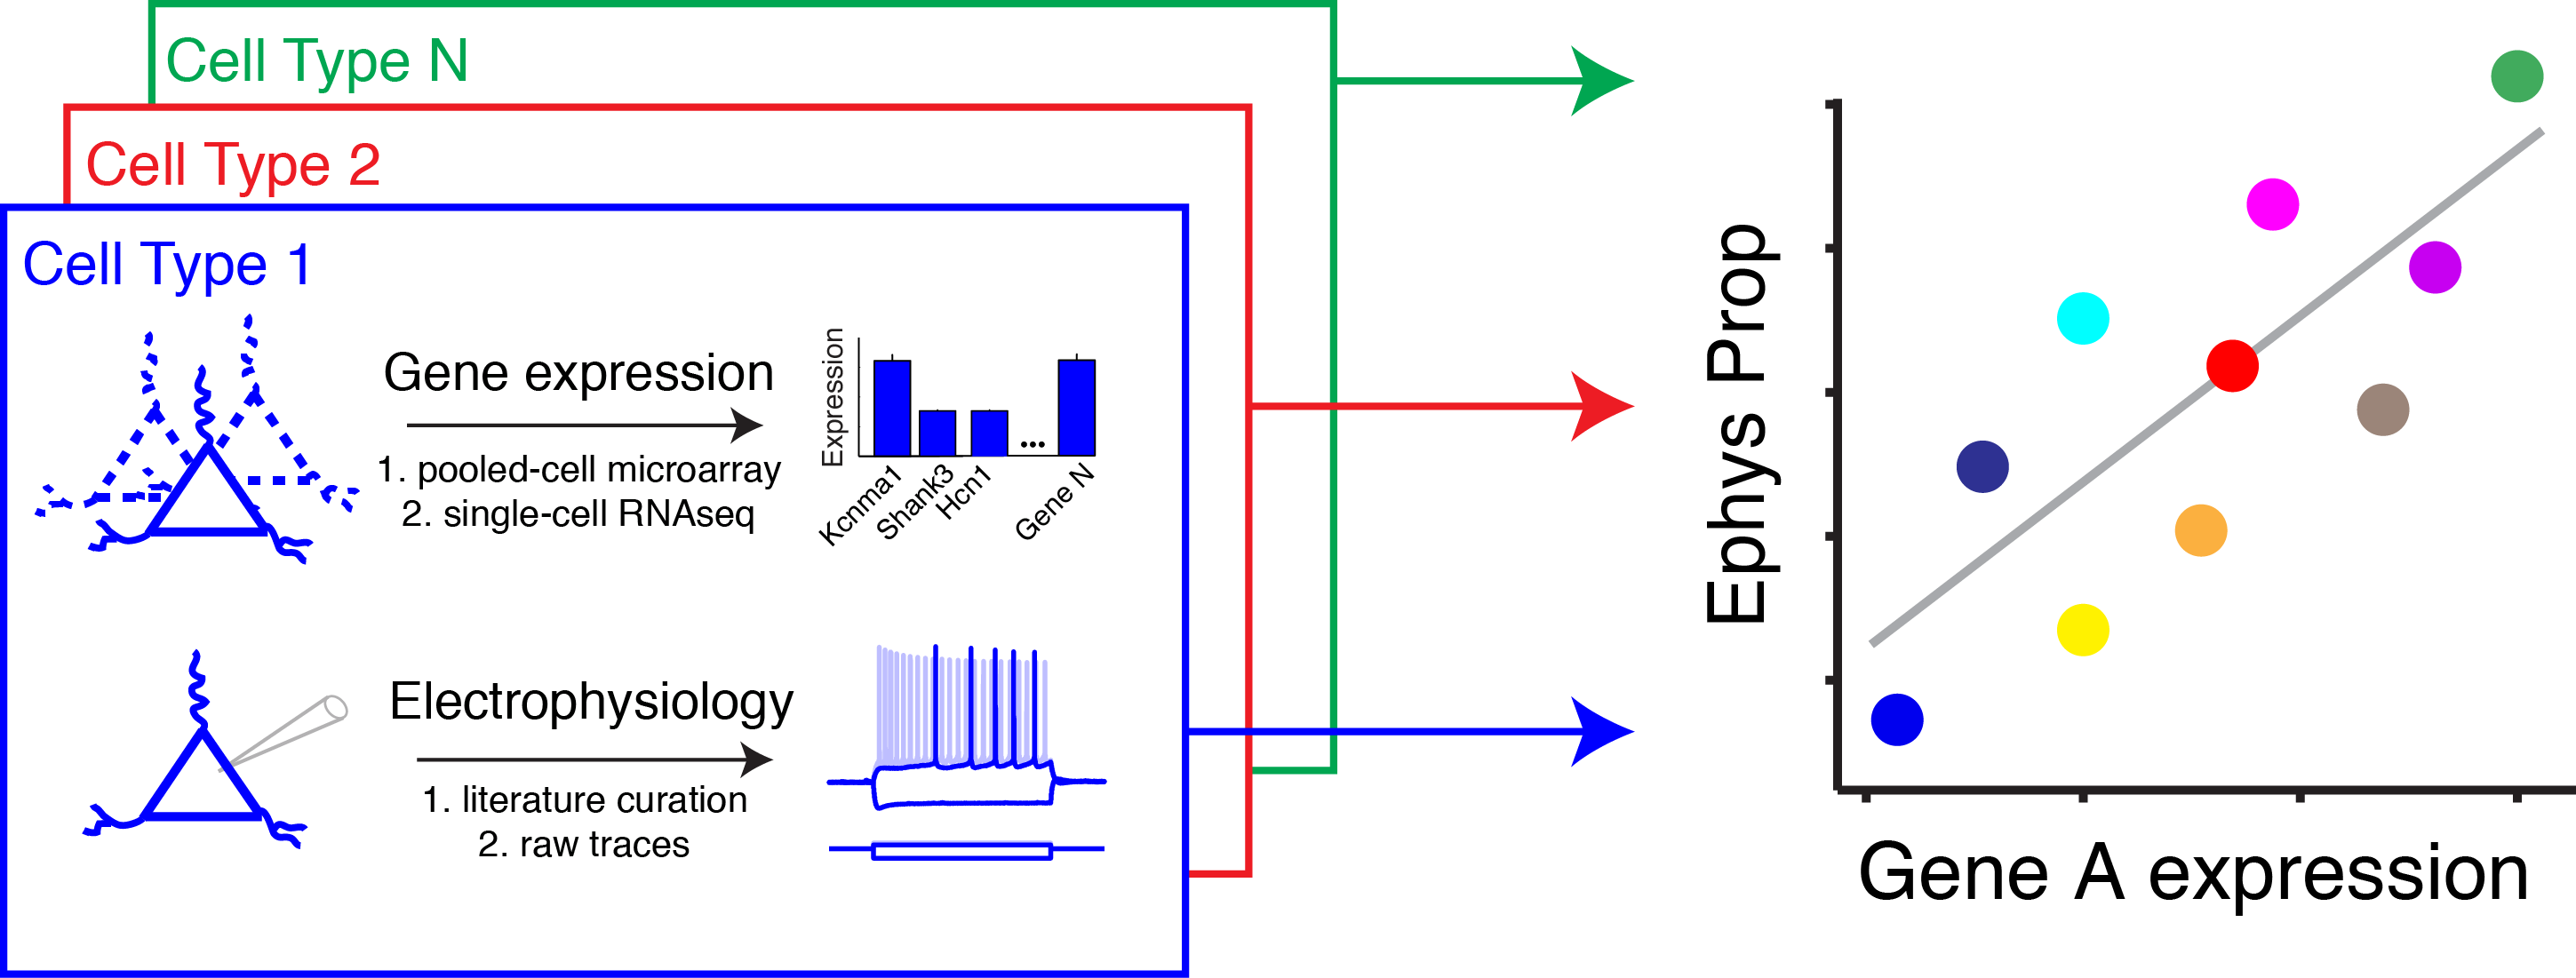 Cell Type N
Cell Type 2
Cell Type 1
Gene expression
1. pooled-cell microarray
2. single-cell RNAseq
Expression
Kcnma1
Shank3
Hcn1
...
Gene N
Electrophysiology
1. literature curation
2. raw traces
Ephys Prop
Gene A expression